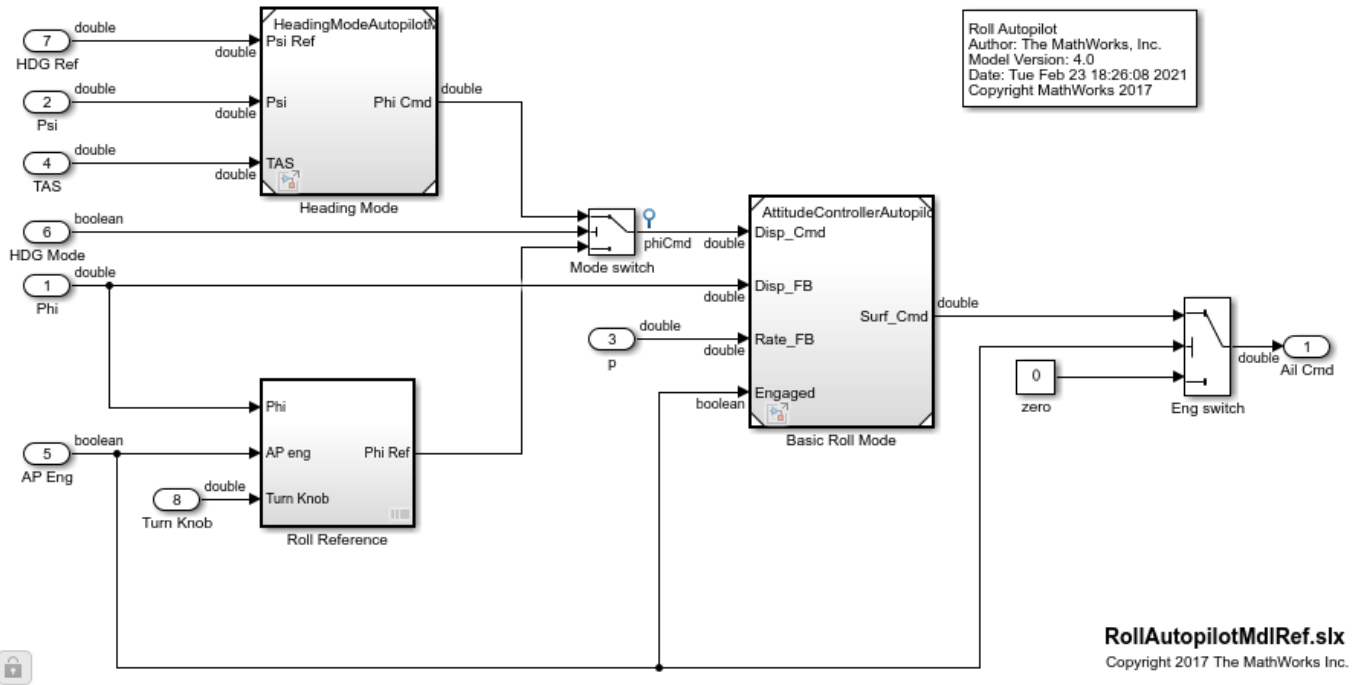 double
7
HDG Ref
double
HeadingModeAutopilotM
Psi Ref
double
2
Psi
double
Psi
Phi Cmd
double
double
4
TAS
double
TAS
Heading Mode
Roll Autopilot
Author: The MathWorks, Inc.
Model Version: 4.0
Date: Tue Feb 23 18:26:08 2021
Copyright MathWorks 2017
boolean
6
HDG Mode
Mode switch
phiCmd
double
double
1
Phi
double
double
3
p
double
boolean
AttitudeControllerAutopilo
Disp_Cmd
Disp_FB
Surf_Cmd
Rate_FB
Engaged
Basic Roll Mode
double
0
zero
Eng switch
double
1
Ail Cmd
boolean
5
AP Eng
double
8
Turn Knob
Phi
AP eng
Phi Ref
Turn Knob
Roll Reference
RollAutopilotMdlRef.slx
Copyright 2017 The MathWorks Inc.